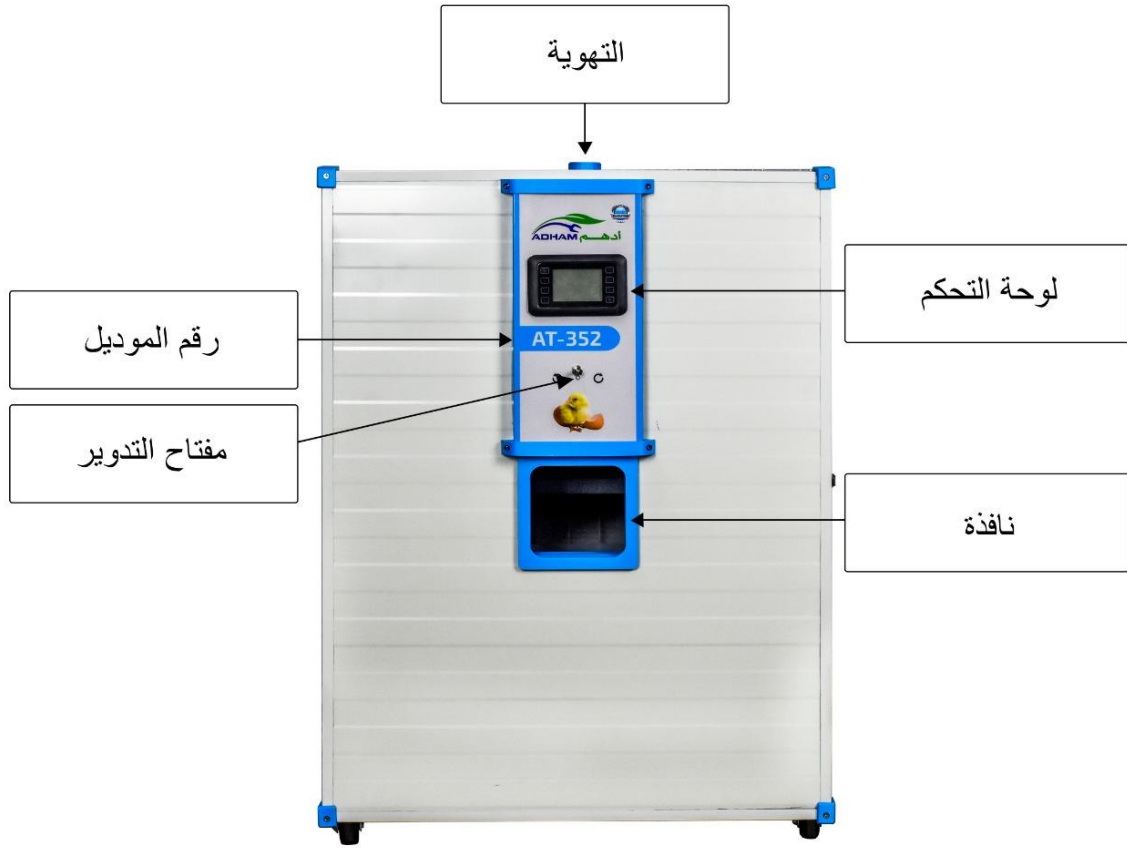 التهوية
ADHAM أدهم
لوحة التحكم
رقم الموديل
AT-352
مفتاح التدوير
نافذة